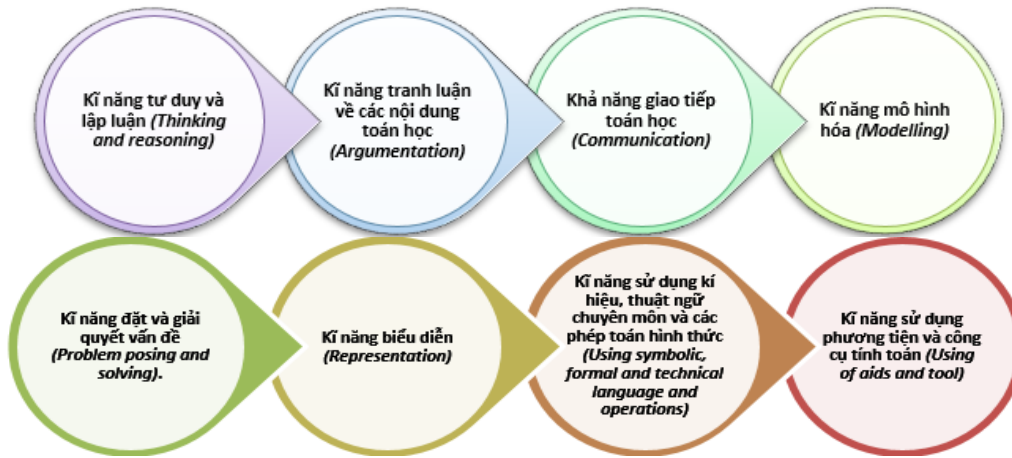 Kĩ năng tư duy và
lập luận (Thinking
and reasoning)
Kĩ năng tranh luận
về các nội dung
toán học
(Argumentation)
Khả năng giao tiếp
toán học
(Communication)
Kĩ năng mô hình
hóa (Modelling)
Kĩ năng đặt và giải
quyết vấn đề
(Problem posing and
solving).
Kĩ năng biểu diễn
(Representation)
Kĩ năng sử dụng kí
hiệu, thuật ngữ
chuyên môn và các
phép toán hình thức
(Using symbolic,
formal and technical
language and
operations)
Kĩ năng sử dụng
phương tiện và công
cụ tính toán (Using
of aids and tool)